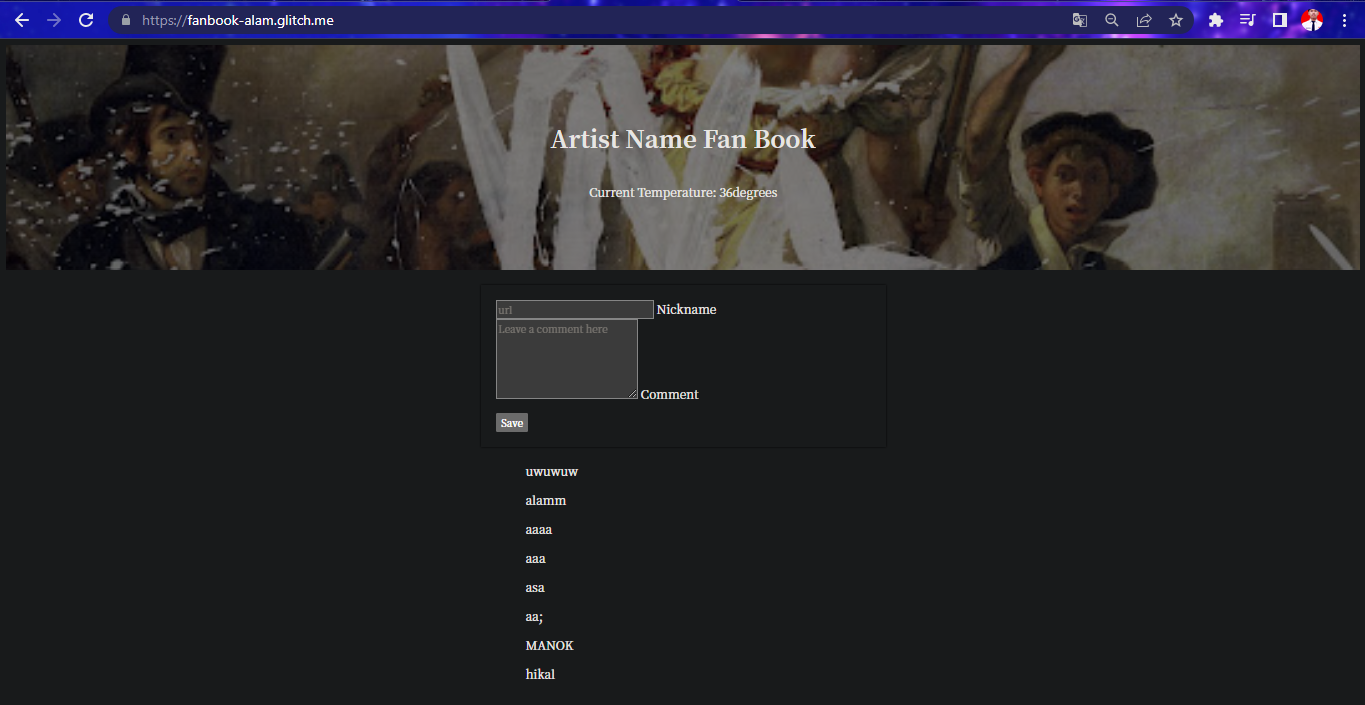 https://fanbook-alam.glitch.me
Artist Name Fan Book
Current Temperature: 36degrees
url Nickname
Leave a comment here
Comment
Save
uwuwuw
alamm
aaaa
aaa
asa
aa;
MANOK
hikal